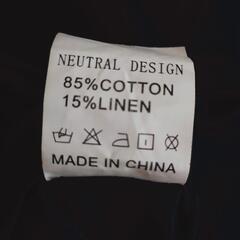 NEUTRAL DESIGN
85%COTTON
15%LINEN
MADE IN CHINA